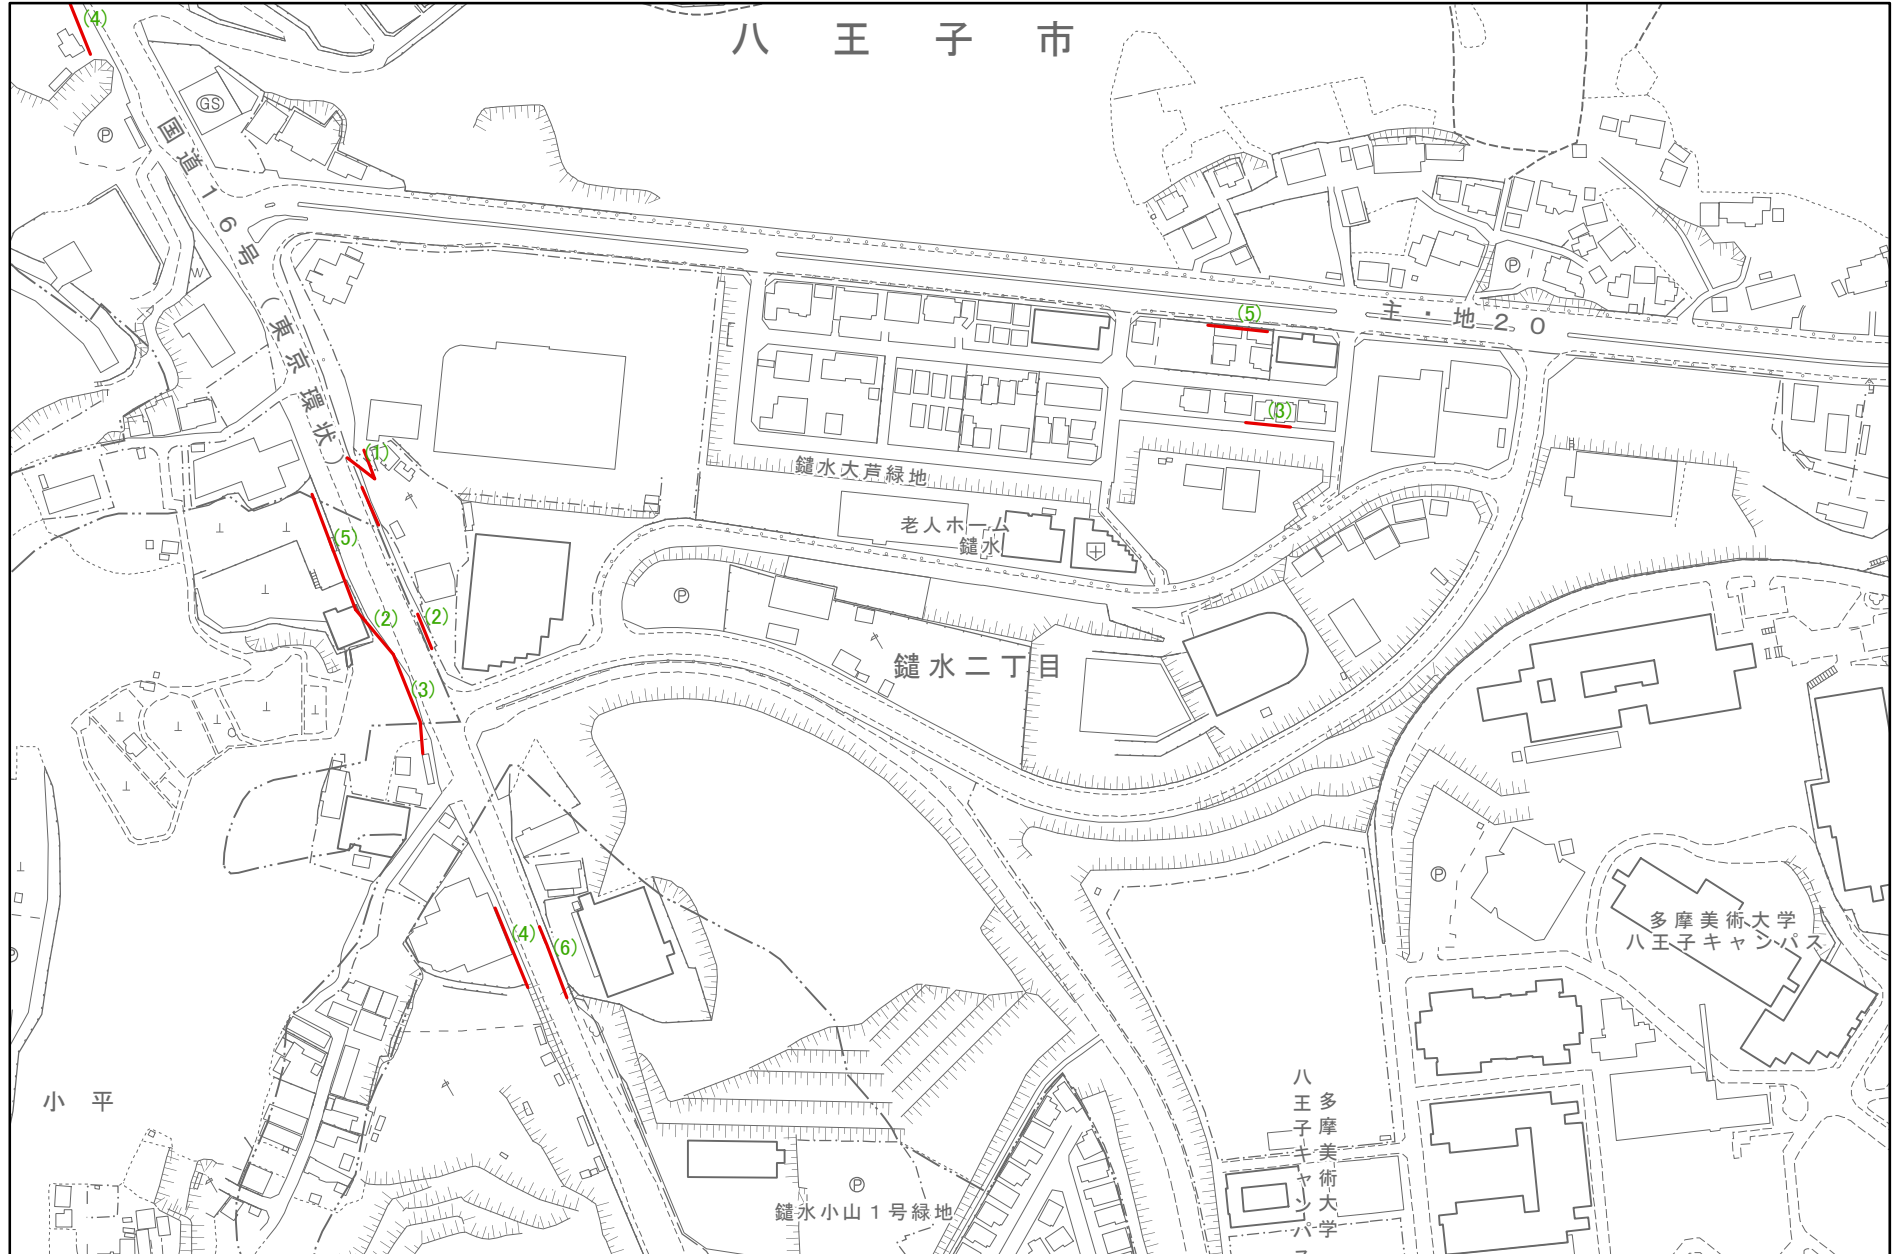 八王子市
(4)
GS
P
国道16号(東京環状)
W
主・地20
(5)
(3)
(1)
鑓水大芦緑地
老人ホーム
鑓水
(5)
(2)
(2)
P
鑓水二丁目
(3)
P
P
(4)
(6)
多摩美術大学
八王子キャンパス
小平
多摩美術大学
八王子キャンパス
P
鑓水小山1号緑地